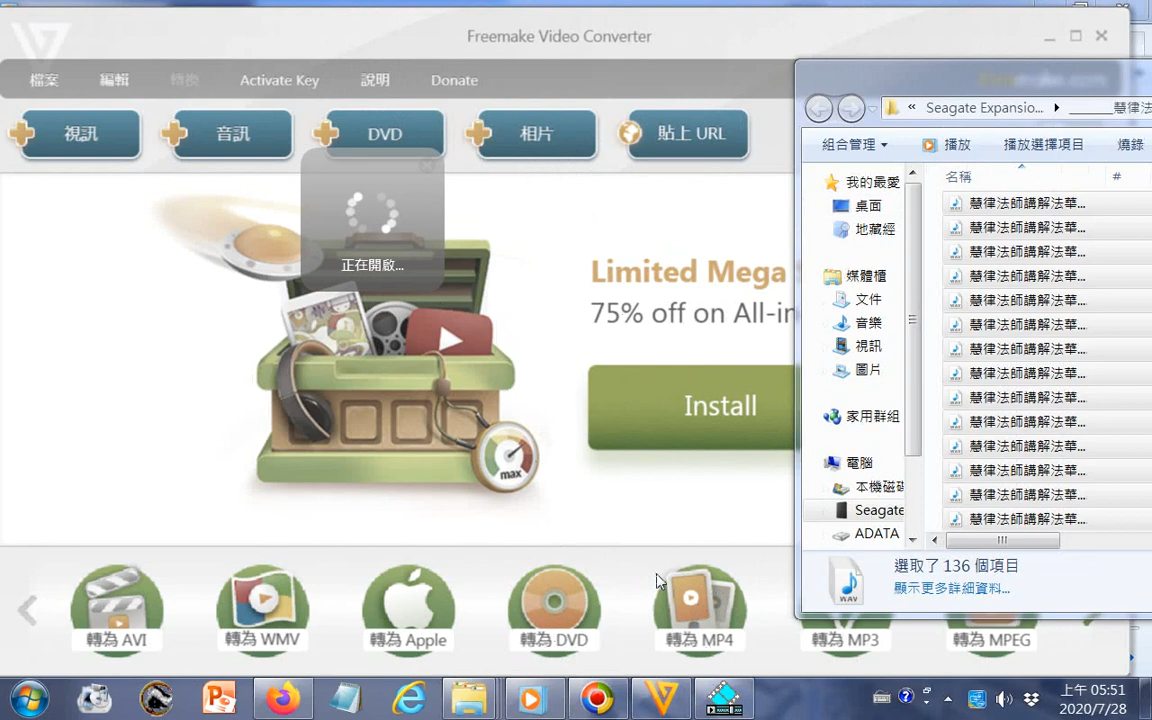 Freemake Video Converter
檔案 編輯 轉換 Activate Key 說明 Donate
視訊 音訊 DVD 相片 貼上 URL
正在開啟...
Limited Mega
75% off on All-in
Install
max
轉為 AVI 轉為 WMV 轉為 Apple 轉為 DVD 轉為 MP4 轉為 MP3 轉為 MPEG
« Seagate Expansio... 慧律法
組合管理 播放 播放選擇項目 燒錄
我的最愛
桌面
地藏經
媒體櫃
文件
音樂
視訊
圖片
家用群組
電腦
本機磁碟
Seagate
ADATA
名稱 #
慧律法師講解法華...
慧律法師講解法華...
慧律法師講解法華...
慧律法師講解法華...
慧律法師講解法華...
慧律法師講解法華...
慧律法師講解法華...
慧律法師講解法華...
慧律法師講解法華...
慧律法師講解法華...
慧律法師講解法華...
慧律法師講解法華...
慧律法師講解法華...
慧律法師講解法華...
WAV
選取了 136 個項目
顯示更多詳細資料...
上午 05:51
2020/7/28